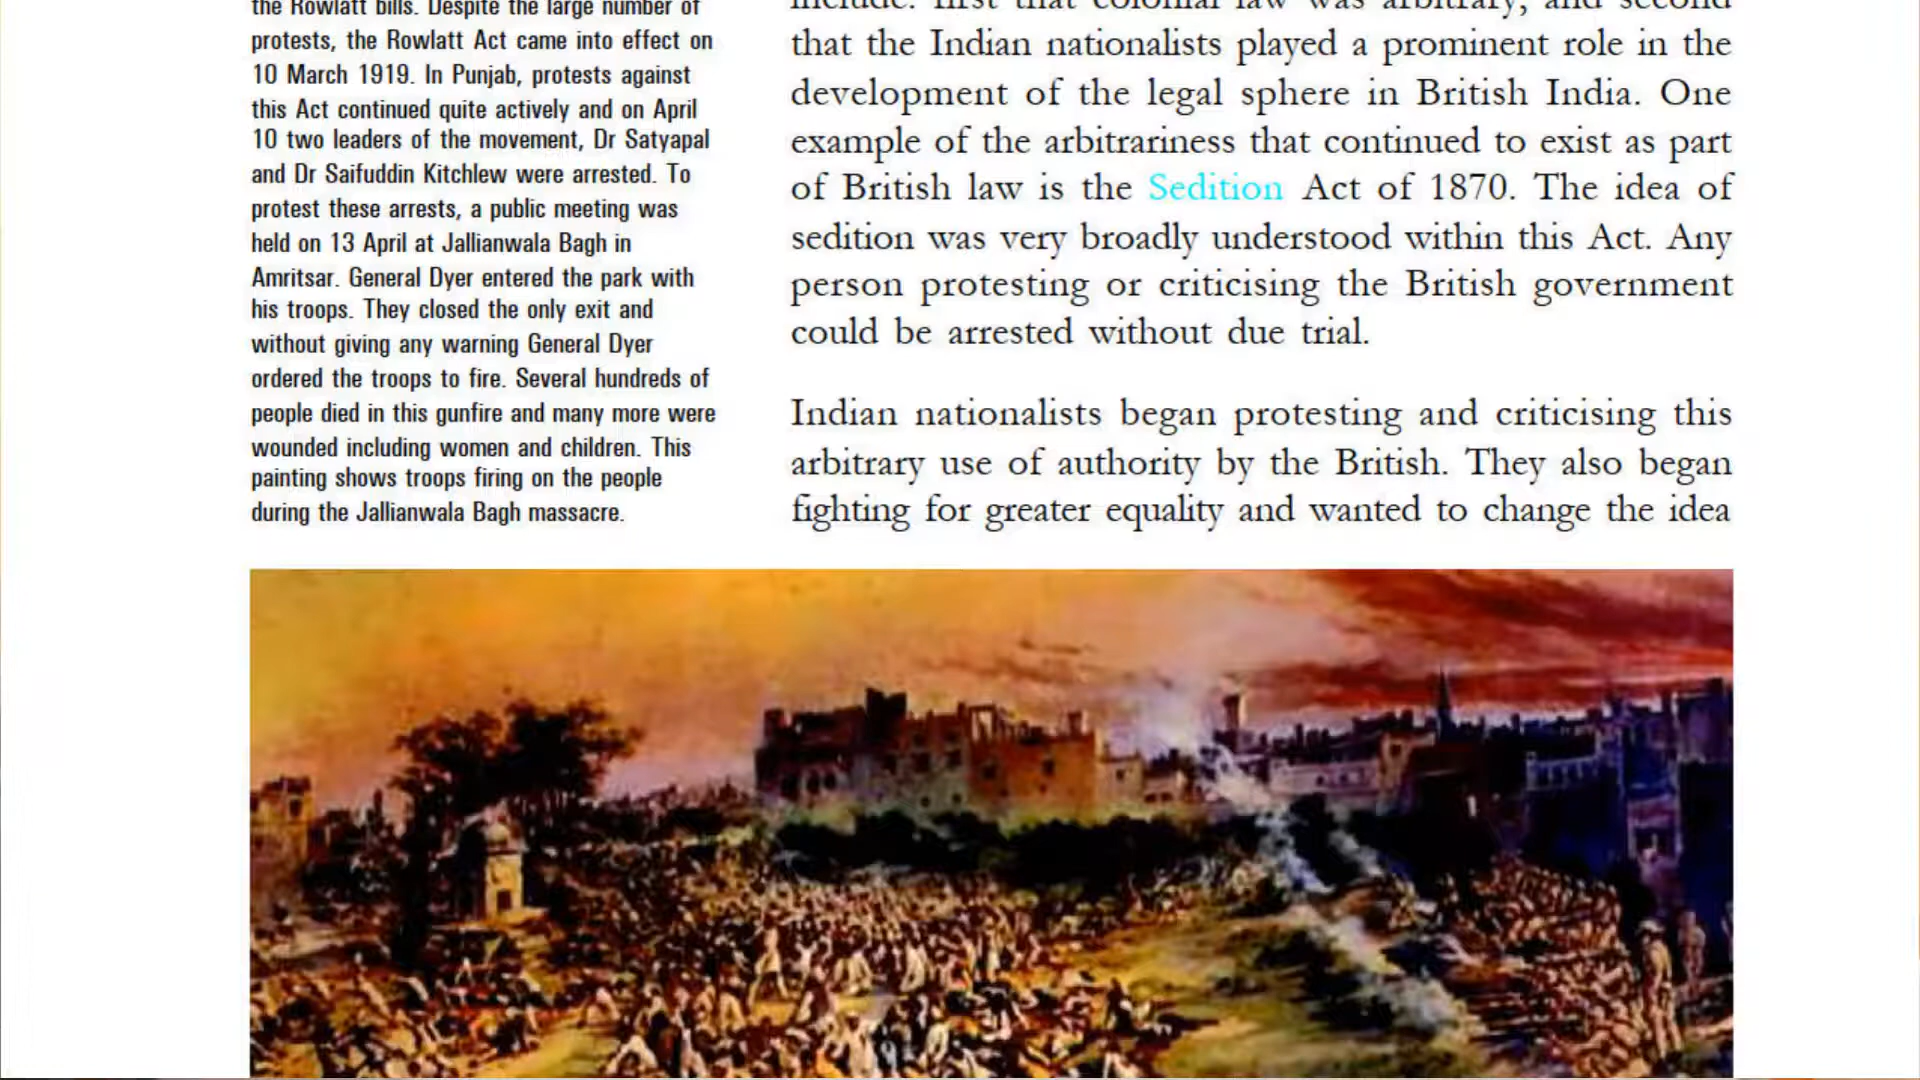 the Rowlatt bills. Despite the large number of
protests, the Rowlatt Act came into effect on
10 March 1919. In Punjab, protests against
this Act continued quite actively and on April
10 two leaders of the movement, Dr Satyapal
and Dr Saifuddin Kitchlew were arrested. To
protest these arrests, a public meeting was
held on 13 April at Jallianwala Bagh in
Amritsar. General Dyer entered the park with
his troops. They closed the only exit and
without giving any warning General Dyer
ordered the troops to fire. Several hundreds of
people died in this gunfire and many more were
wounded including women and children. This
painting shows troops firing on the people
during the Jallianwala Bagh massacre.
include: first that colonial law was arbitrary, and second
that the Indian nationalists played a prominent role in the
development of the legal sphere in British India. One
example of the arbitrariness that continued to exist as part
of British law is the Sedition Act of 1870. The idea of
sedition was very broadly understood within this Act. Any
person protesting or criticising the British government
could be arrested without due trial.
Indian nationalists began protesting and criticising this
arbitrary use of authority by the British. They also began
fighting for greater equality and wanted to change the idea